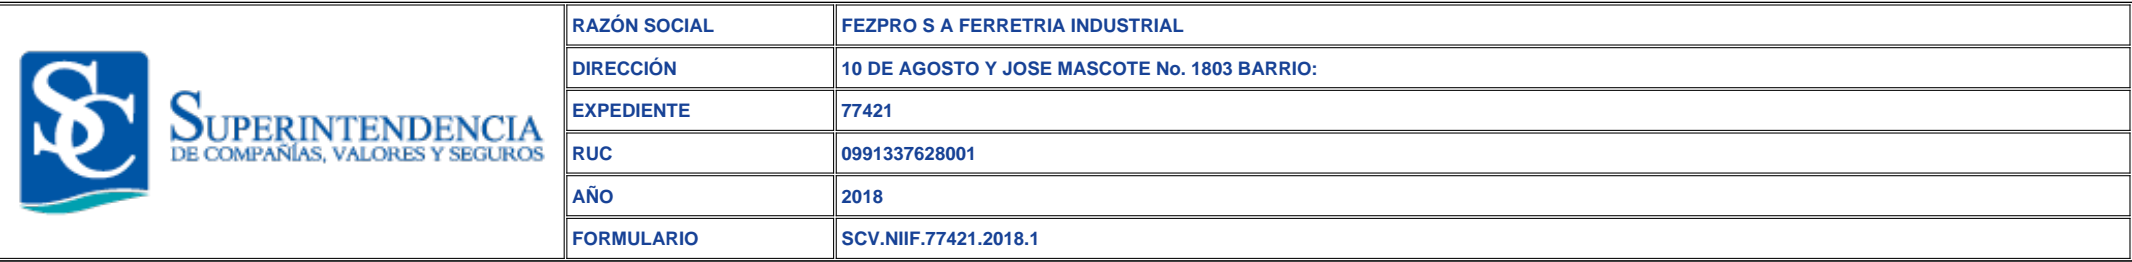 SC
SUPERINTENDENCIA
DE COMPAÑÍAS, VALORES Y SEGUROS
RAZÓN SOCIAL FEZPRO S A FERRETRIA INDUSTRIAL
DIRECCIÓN 10 DE AGOSTO Y JOSE MASCOTE No. 1803 BARRIO:
EXPEDIENTE 77421
RUC 0991337628001
AÑO 2018
FORMULARIO SCV.NIIF.77421.2018.1